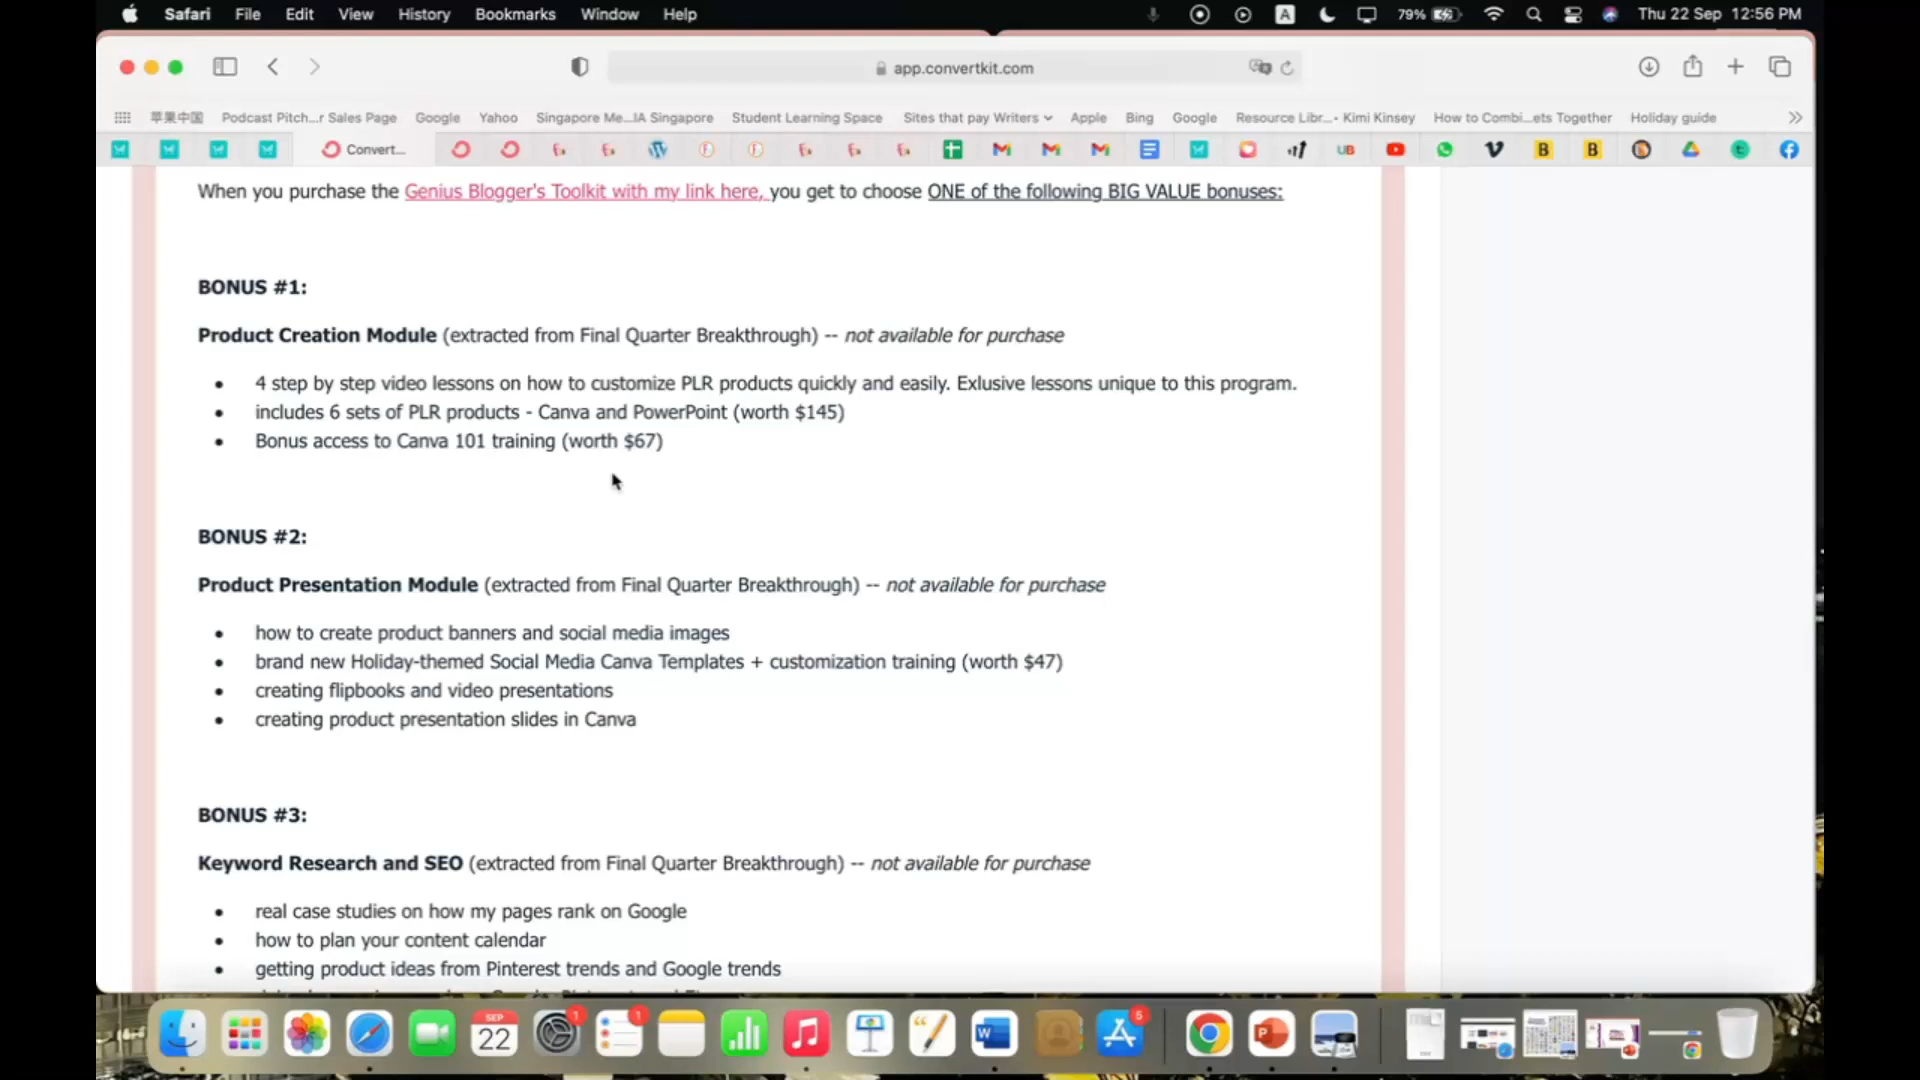 Safari File Edit View History Bookmarks Window Help A 79% Thu 22 Sep 12:56 PM
app.convertkit.com
苹果中国 Podcast Pitch...r Sales Page Google Yahoo Singapore Me...IA Singapore Student Learning Space Sites that pay Writers Apple Bing Google Resource Libr...- Kimi Kinsey How to Combi...ets Together Holiday guide
Convert... UB B B
When you purchase the Genius Blogger's Toolkit with my link here, you get to choose ONE of the following BIG VALUE bonuses:
BONUS #1:
Product Creation Module (extracted from Final Quarter Breakthrough) -- not available for purchase
• 4 step by step video lessons on how to customize PLR products quickly and easily. Exlusive lessons unique to this program.
• includes 6 sets of PLR products - Canva and PowerPoint (worth $145)
• Bonus access to Canva 101 training (worth $67)
BONUS #2:
Product Presentation Module (extracted from Final Quarter Breakthrough) -- not available for purchase
• how to create product banners and social media images
• brand new Holiday-themed Social Media Canva Templates + customization training (worth $47)
• creating flipbooks and video presentations
• creating product presentation slides in Canva
BONUS #3:
Keyword Research and SEO (extracted from Final Quarter Breakthrough) -- not available for purchase
• real case studies on how my pages rank on Google
• how to plan your content calendar
• getting product ideas from Pinterest trends and Google trends
SEP 1 1 5
22 W P